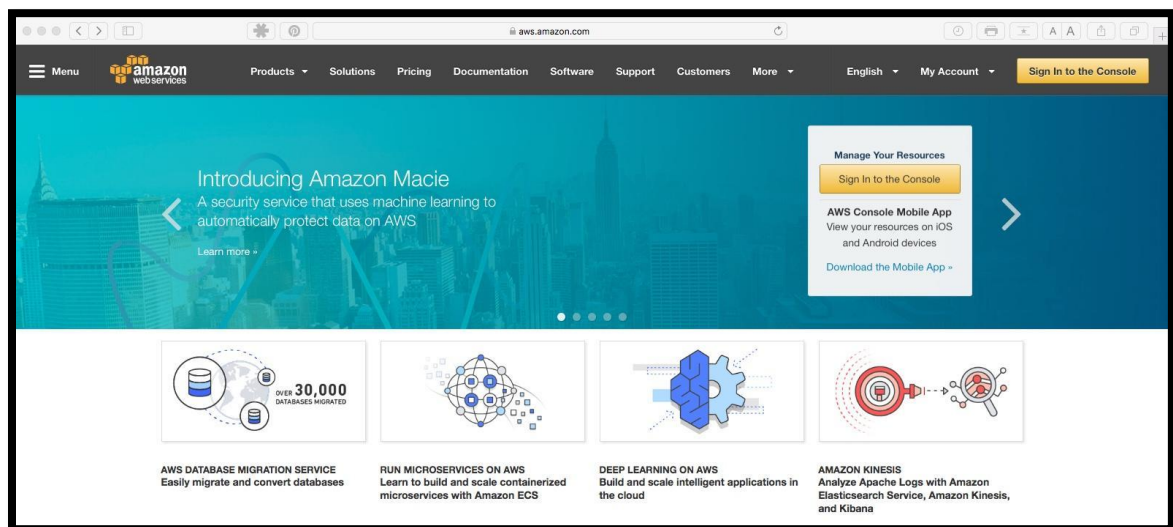 aws.amazon.com
A A
Menu
amazon
webservices
Products
Solutions
Pricing
Documentation
Software
Support
Customers
More
English
My Account
Sign In to the Console
Introducing Amazon Macie
A security service that uses machine learning to
automatically protect data on AWS
Learn more »
Manage Your Resources
Sign In to the Console
AWS Console Mobile App
View your resources on iOS
and Android devices
Download the Mobile App »
OVER 30,000
DATABASES MIGRATED
AWS DATABASE MIGRATION SERVICE
Easily migrate and convert databases
RUN MICROSERVICES ON AWS
Learn to build and scale containerized
microservices with Amazon ECS
DEEP LEARNING ON AWS
Build and scale intelligent applications in
the cloud
AMAZON KINESIS
Analyze Apache Logs with Amazon
Elasticsearch Service, Amazon Kinesis,
and Kibana